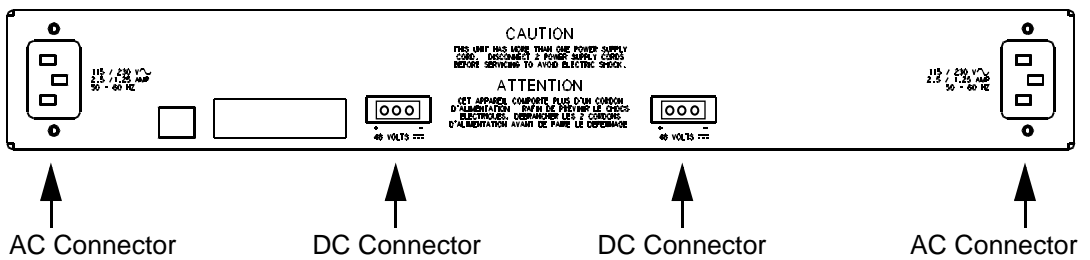 CAUTION
THIS UNIT HAS MORE THAN ONE POWER SUPPLY
CORD. DISCONNECT 2 POWER SUPPLY CORDS
BEFORE SERVICING TO AVOID ELECTRIC SHOCK.
ATTENTION
CET APPAREIL COMPORTE PLUS D'UN CORDON
D'ALIMENTATION
PREVENIR LE CHOCS
ELECTRIQUES, DEBRANCHER LES 2 CORDONS
D'ALIMENTATION AVANT DE FAIRE LE
115 / 230 V
2.5 / 1.25 AMP
50 - 60 HZ
+ -
48 VOLTS
+ -
48 VOLTS
115 / 230 V
2.5 / 1.25 AMP
50 - 60 HZ
AC Connector
DC Connector
DC Connector
AC Connector